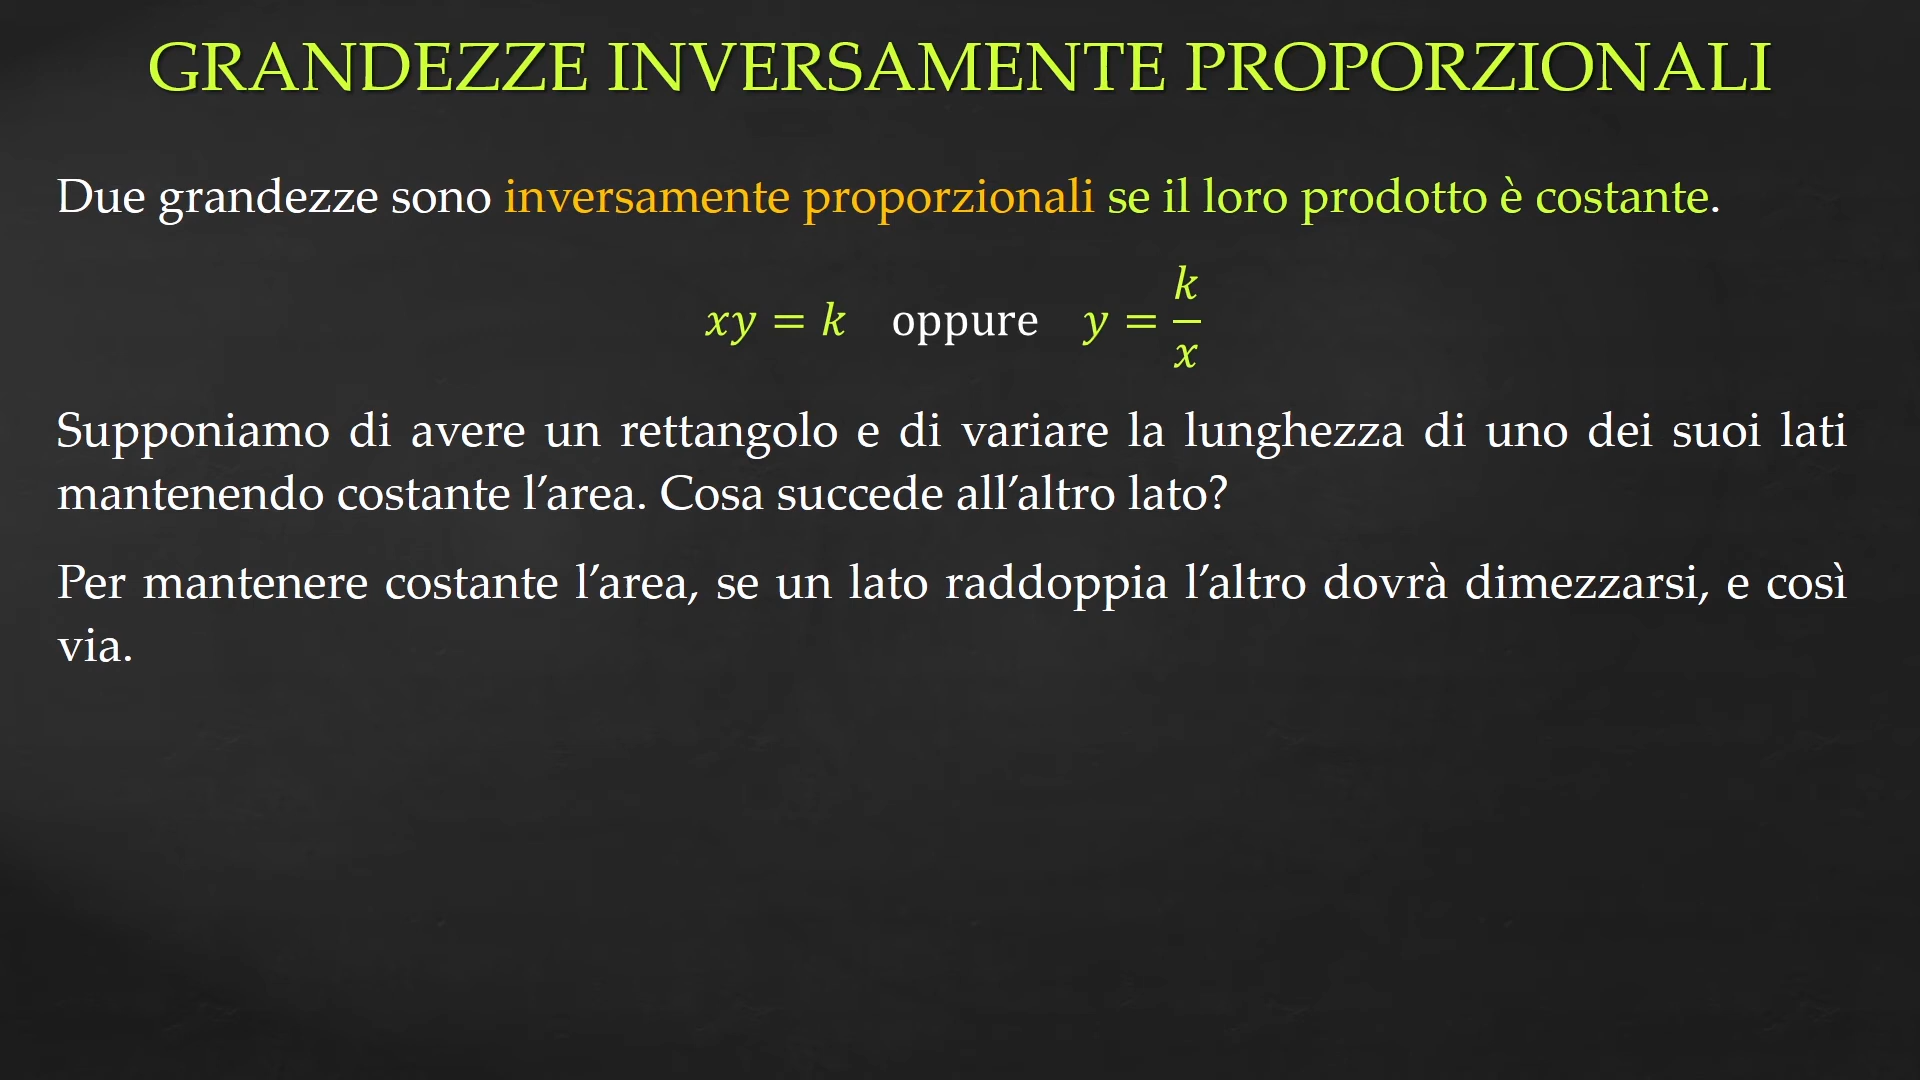 GRANDEZZE INVERSAMENTE PROPORZIONALI
Due grandezze sono inversamente proporzionali se il loro prodotto è costante.
xy = k oppure y = k/x
Supponiamo di avere un rettangolo e di variare la lunghezza di uno dei suoi lati
mantenendo costante l’area. Cosa succede all’altro lato?
Per mantenere costante l’area, se un lato raddoppia l’altro dovrà dimezzarsi, e così
via.